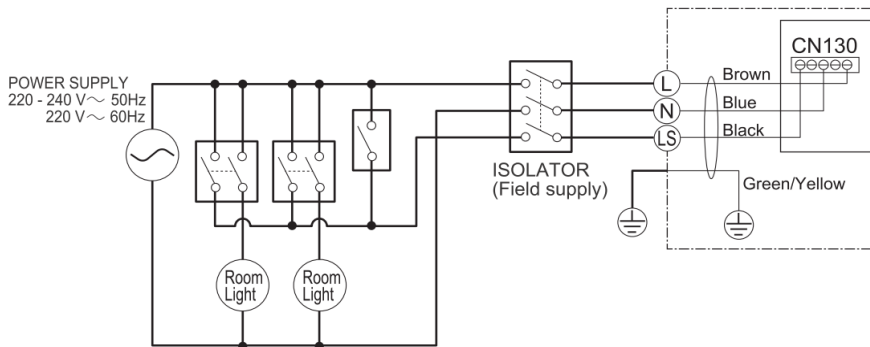 POWER SUPPLY
220 - 240 V～ 50Hz
220 V～ 60Hz
CN130
L
Brown
N
Blue
LS
Black
ISOLATOR
(Field supply)
Green/Yellow
Room
Light
Room
Light